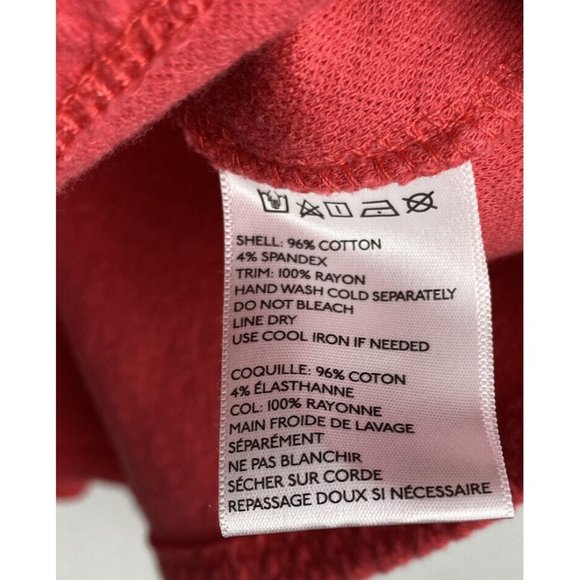 SHELL: 96% COTTON
4% SPANDEX
TRIM: 100% RAYON
HAND WASH COLD SEPARATELY
DO NOT BLEACH
LINE DRY
USE COOL IRON IF NEEDED
COQUILLE: 96% COTON
4% ÉLASTHANNE
COL: 100% RAYONNE
MAIN FROIDE DE LAVAGE
SÉPARÉMENT
NE PAS BLANCHIR
SÉCHER SUR CORDE
REPASSAGE DOUX SI NÉCESSAIRE